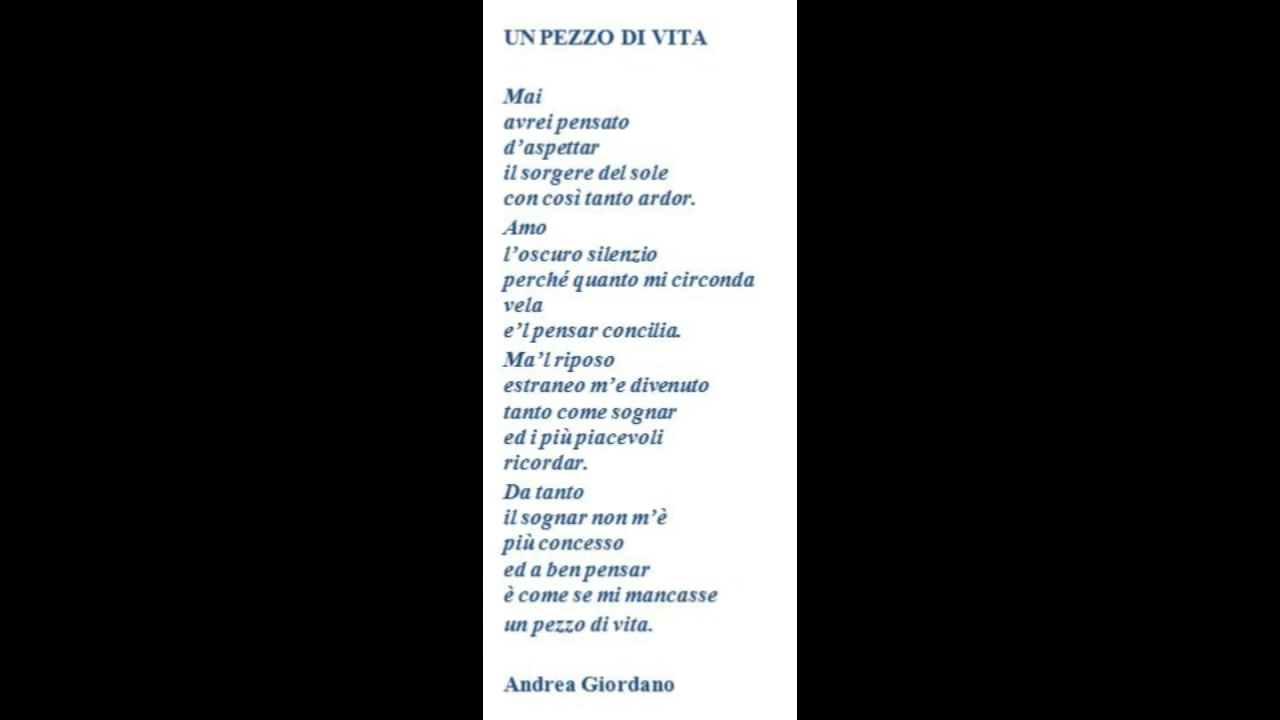 UN PEZZO DI VITA
Mai
avrei pensato
d’aspettar
il sorgere del sole
con così tanto ardor.
Amo
l’oscuro silenzio
perché quanto mi circonda
vela
e’l pensar concilia.
Ma’l riposo
estraneo m’e divenuto
tanto come sognar
ed i più piacevoli
ricordar.
Da tanto
il sognar non m’è
più concesso
ed a ben pensar
è come se mi mancasse
un pezzo di vita.
Andrea Giordano